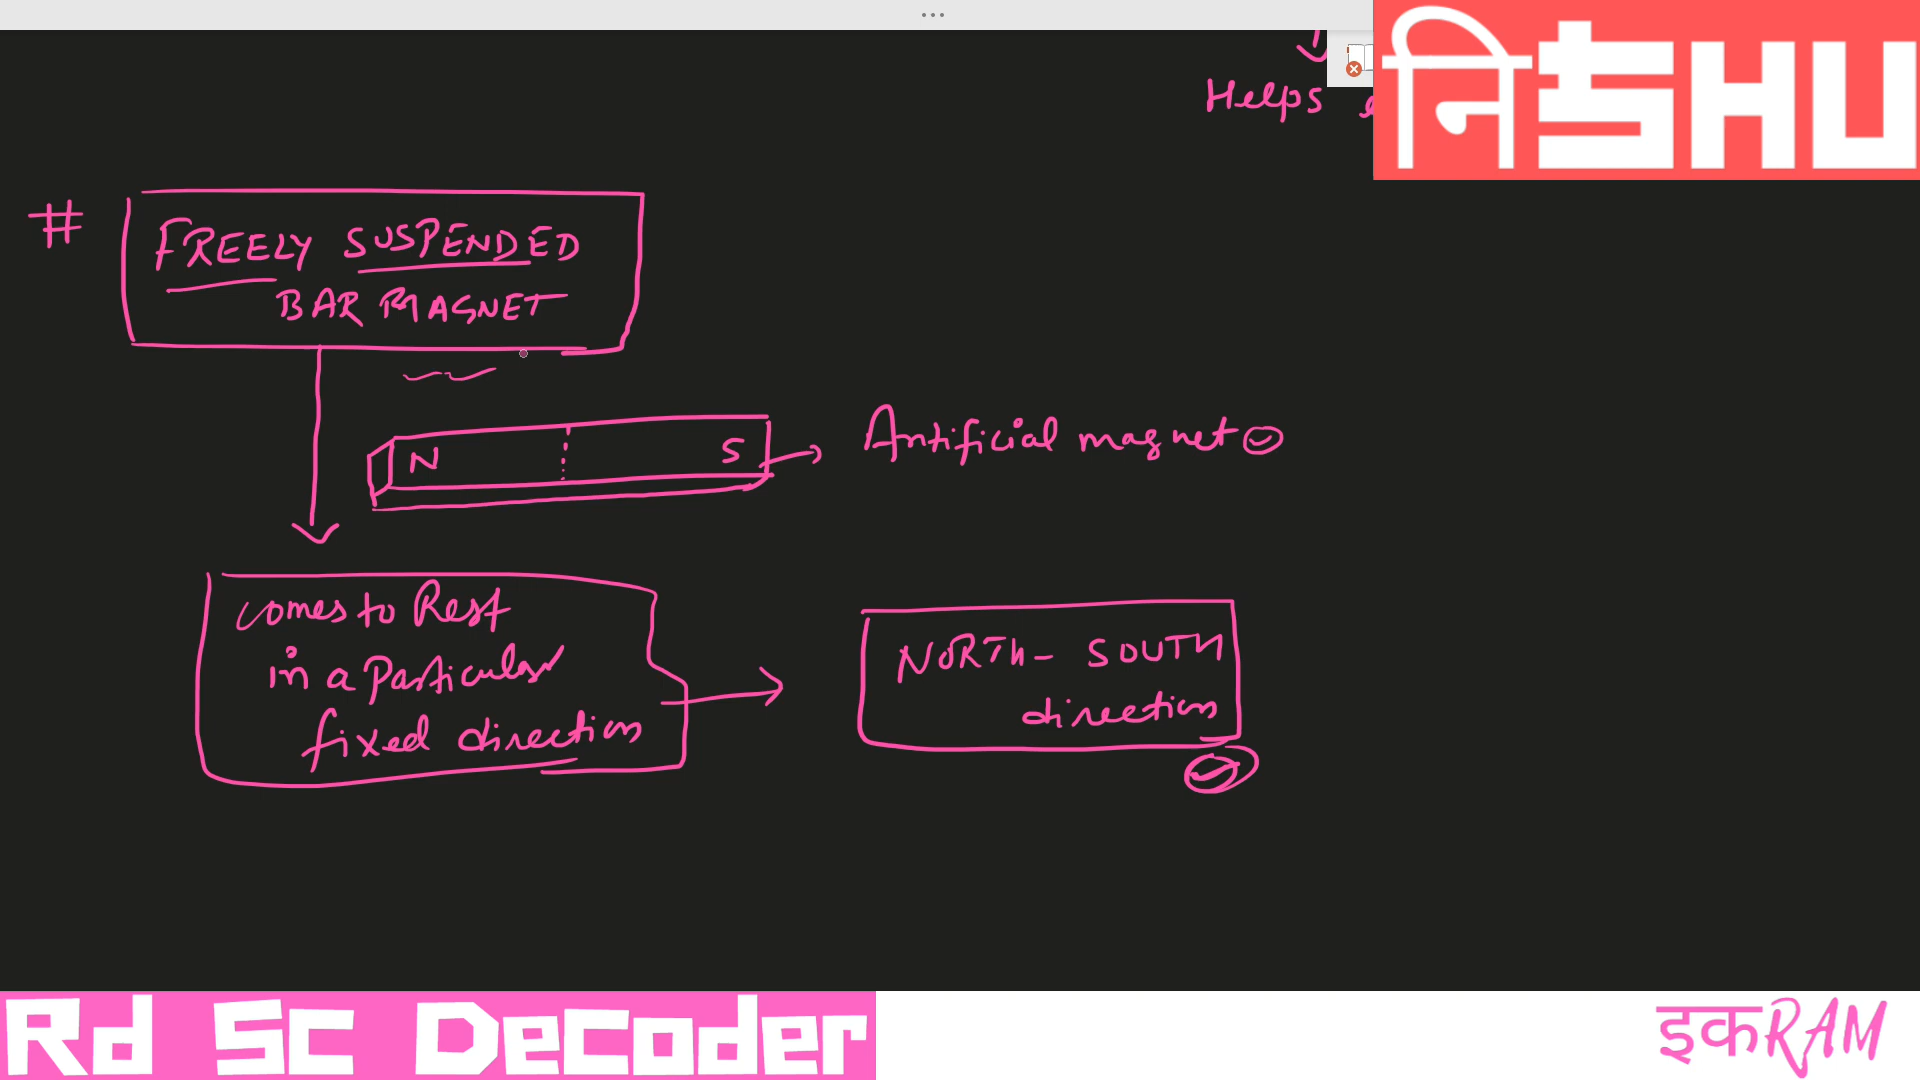 Helps
निSHU
# FREELY SUSPENDED
BAR MAGNET
N S
Artificial magnet
comes to Rest
in a particular
fixed direction
NORTH - SOUTH
direction
Rd Sc Decoder
इकRAM